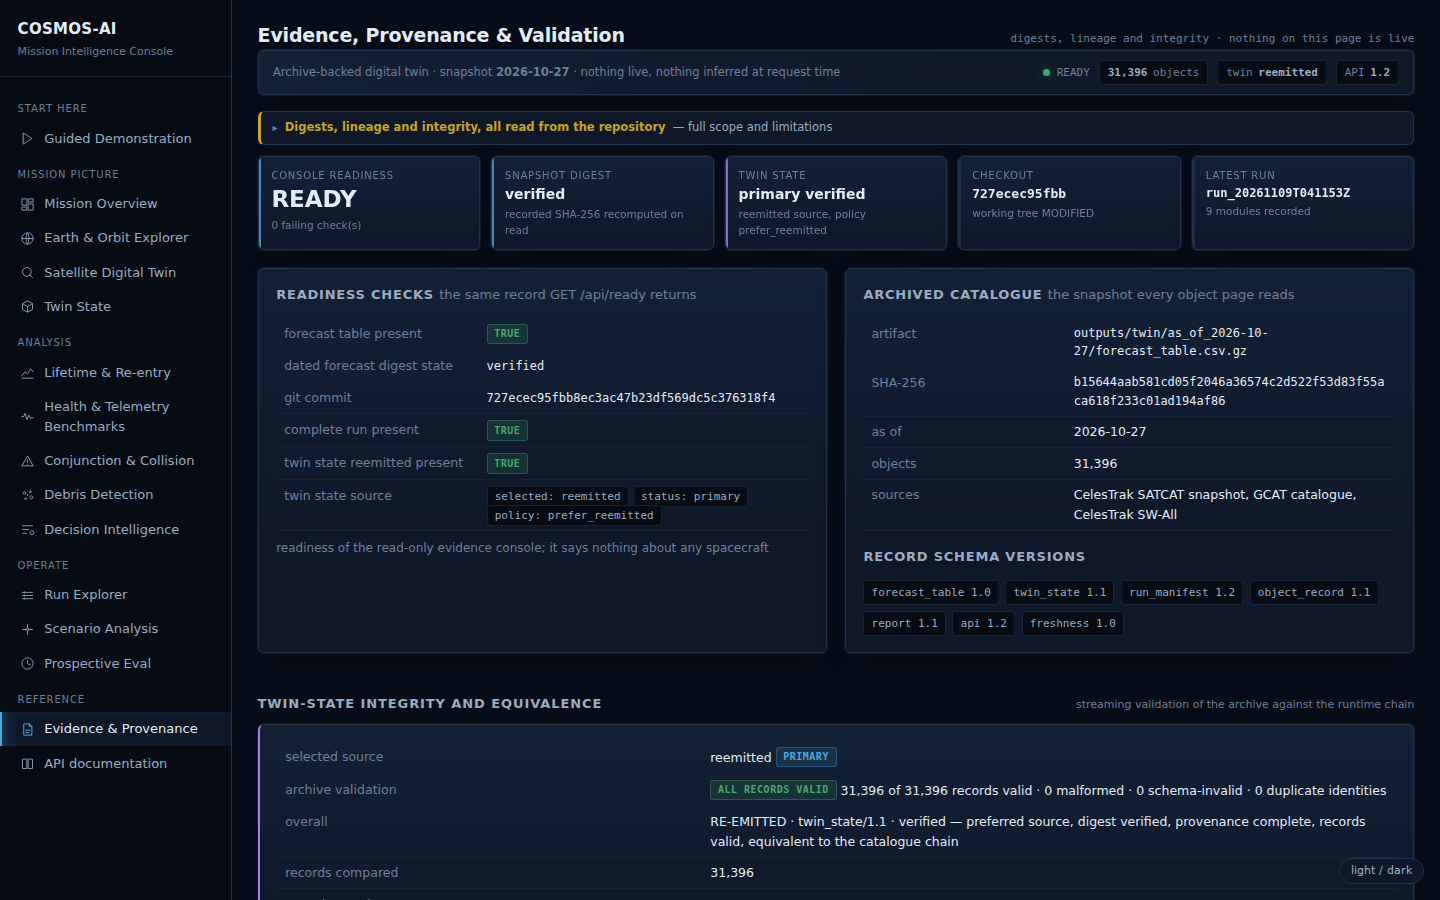 COSMOS-AI
Mission Intelligence Console
START HERE
Guided Demonstration
MISSION PICTURE
Mission Overview
Earth & Orbit Explorer
Satellite Digital Twin
Twin State
ANALYSIS
Lifetime & Re-entry
Health & Telemetry
Benchmarks
Conjunction & Collision
Debris Detection
Decision Intelligence
OPERATE
Run Explorer
Scenario Analysis
Prospective Eval
REFERENCE
Evidence & Provenance
API documentation
Evidence, Provenance & Validation
digests, lineage and integrity · nothing on this page is live
Archive-backed digital twin · snapshot 2026-10-27 · nothing live, nothing inferred at request time
READY
31,396 objects
twin reemitted
API 1.2
▸ Digests, lineage and integrity, all read from the repository — full scope and limitations
CONSOLE READINESS
READY
0 failing check(s)
SNAPSHOT DIGEST
verified
recorded SHA-256 recomputed on
read
TWIN STATE
primary verified
reemitted source, policy
prefer_reemitted
CHECKOUT
727ecec95fbb
working tree MODIFIED
LATEST RUN
run_20261109T041153Z
9 modules recorded
READINESS CHECKS the same record GET /api/ready returns
forecast table present TRUE
dated forecast digest state verified
git commit 727ecec95fbb8ec3ac47b23df569dc5c376318f4
complete run present TRUE
twin state reemitted present TRUE
twin state source selected: reemitted status: primary
policy: prefer_reemitted
readiness of the read-only evidence console; it says nothing about any spacecraft
ARCHIVED CATALOGUE the snapshot every object page reads
artifact outputs/twin/as_of_2026-10-
27/forecast_table.csv.gz
SHA-256 b15644aab581cd05f2046a36574c2d522f53d83f55a
ca618f233c01ad194af86
as of 2026-10-27
objects 31,396
sources CelesTrak SATCAT snapshot, GCAT catalogue,
CelesTrak SW-All
RECORD SCHEMA VERSIONS
forecast_table 1.0 twin_state 1.1 run_manifest 1.2 object_record 1.1
report 1.1 api 1.2 freshness 1.0
TWIN-STATE INTEGRITY AND EQUIVALENCE
streaming validation of the archive against the runtime chain
selected source reemitted PRIMARY
archive validation ALL RECORDS VALID 31,396 of 31,396 records valid · 0 malformed · 0 schema-invalid · 0 duplicate identities
overall RE-EMITTED · twin_state/1.1 · verified — preferred source, digest verified, provenance complete, records
valid, equivalent to the catalogue chain
records compared 31,396
light / dark